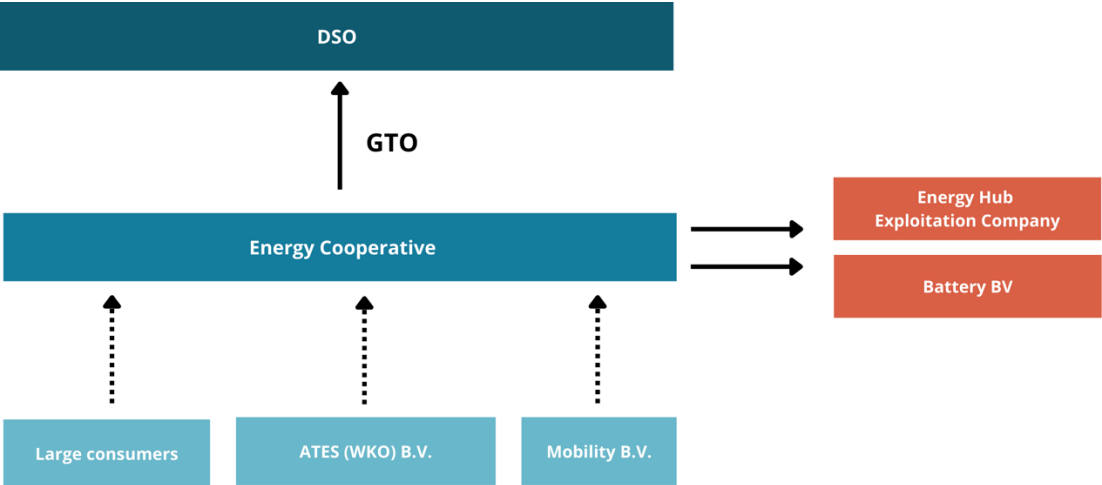 DSO
GTO
Energy Cooperative
Energy Hub
Exploitation Company
Battery BV
Large consumers
ATES (WKO) B.V.
Mobility B.V.